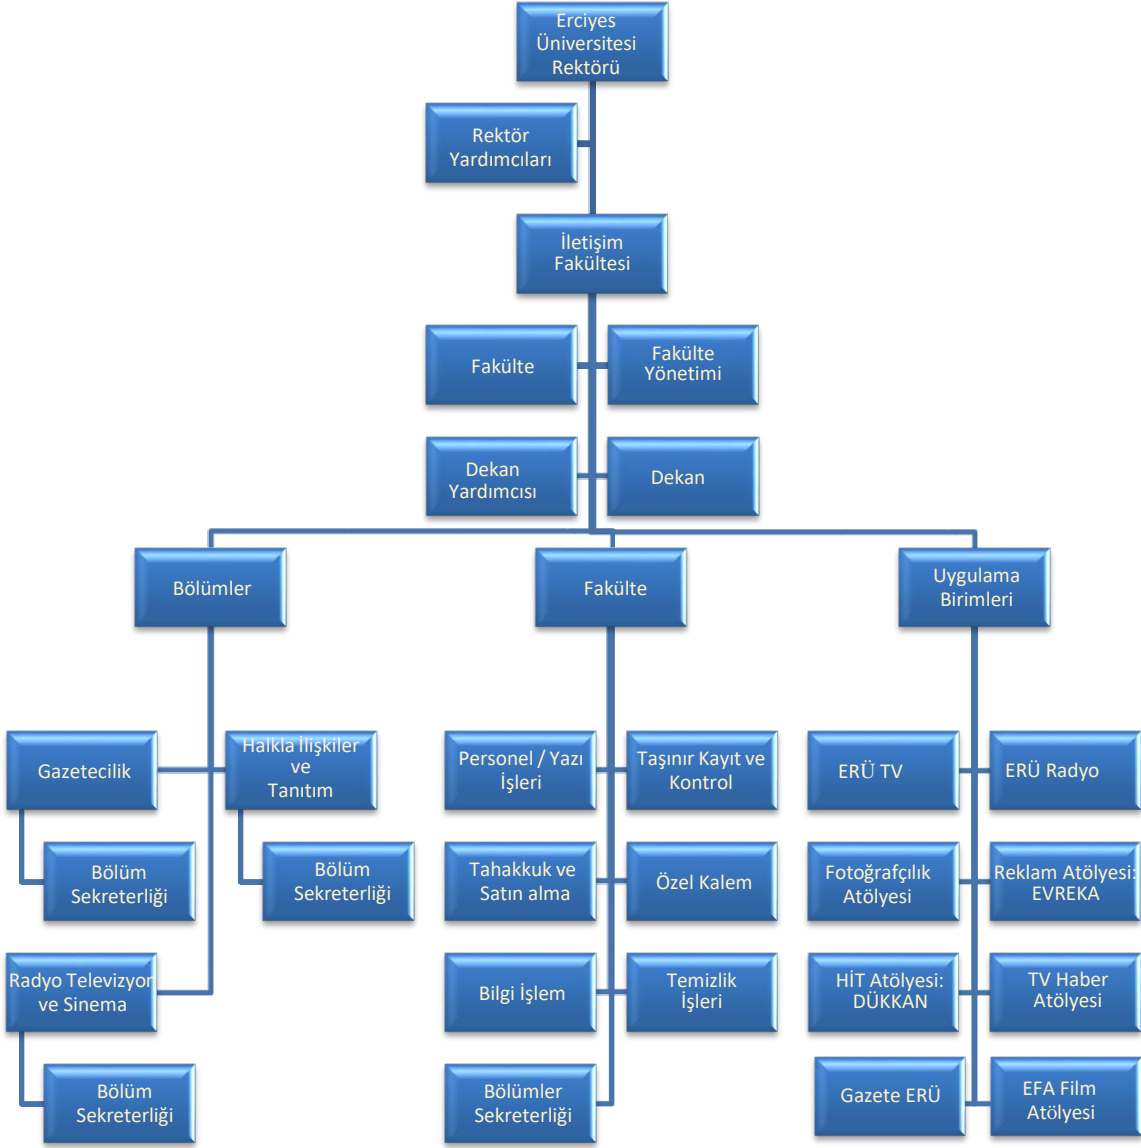 Erciyes
Üniversitesi
Rektörü
Rektör
Yardımcıları
İletişim
Fakültesi
Fakülte
Fakülte
Yönetimi
Dekan
Yardımcısı
Dekan
Bölümler
Fakülte
Uygulama
Birimleri
Gazetecilik
Halkla İlişkiler
ve
Tanıtım
Bölüm
Sekreterliği
Bölüm
Sekreterliği
Radyo Televizyon
ve Sinema
Bölüm
Sekreterliği
Personel / Yazı
İşleri
Taşınır Kayıt ve
Kontrol
Tahakkuk ve
Satın alma
Özel Kalem
Bilgi İşlem
Temizlik
İşleri
Bölümler
Sekreterliği
ERÜ TV
ERÜ Radyo
Fotoğrafçılık
Atölyesi
Reklam Atölyesi:
EVREKA
HİT Atölyesi:
DÜKKAN
TV Haber
Atölyesi
Gazete ERÜ
EFA Film
Atölyesi